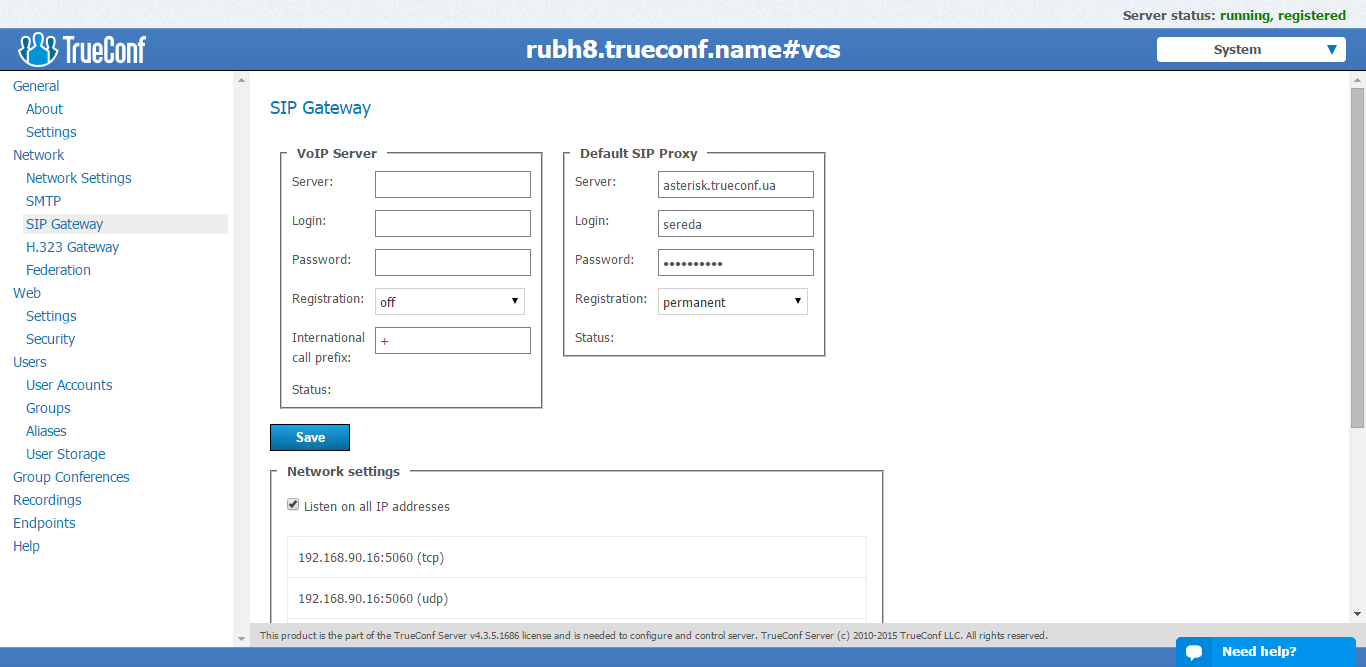 Server status: running, registered
TrueConf
rubh8.trueconf.name#vcs
System
General
About
Settings
Network
Network Settings
SMTP
SIP Gateway
H.323 Gateway
Federation
Web
Settings
Security
Users
User Accounts
Groups
Aliases
User Storage
Group Conferences
Recordings
Endpoints
Help
SIP Gateway
VoIP Server
Server:
Login:
Password:
Registration: off
International
call prefix: +
Status:
Default SIP Proxy
Server: asterisk.trueconf.ua
Login: sereda
Password: ••••••••••
Registration: permanent
Status:
Save
Network settings
Listen on all IP addresses
192.168.90.16:5060 (tcp)
192.168.90.16:5060 (udp)
This product is the part of the TrueConf Server v4.3.5.1686 license and is needed to configure and control server. TrueConf Server (c) 2010-2015 TrueConf LLC. All rights reserved.
Need help?